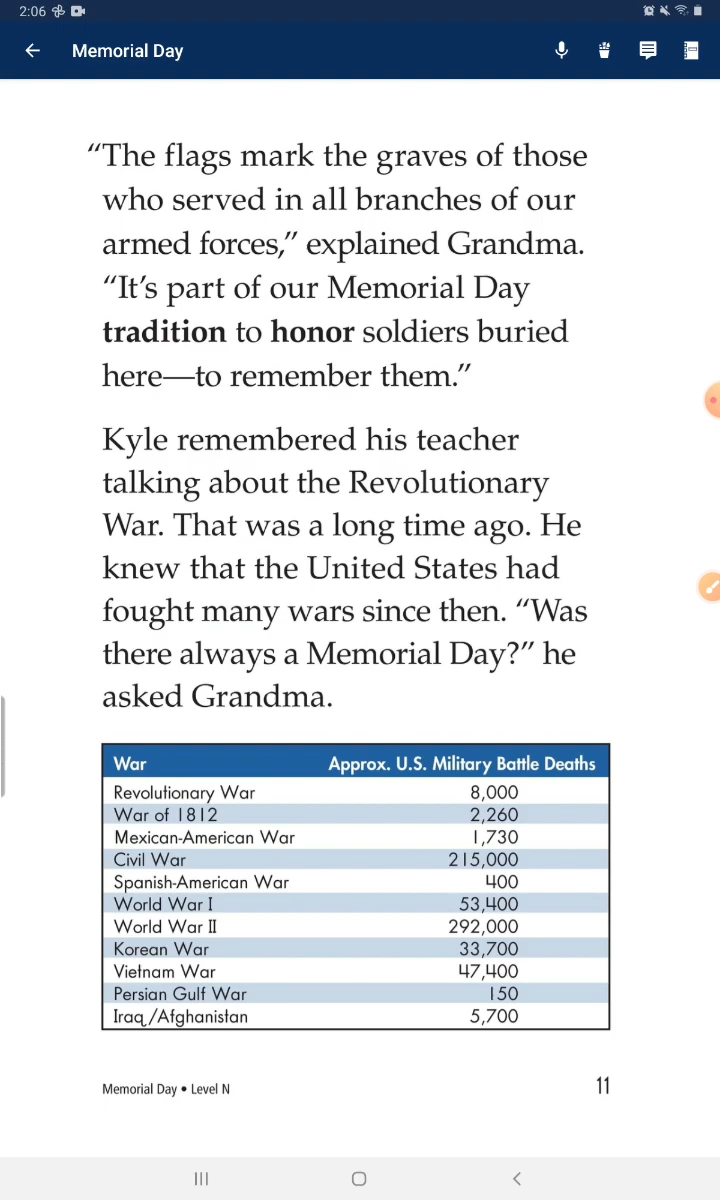 2:06
Memorial Day
“The flags mark the graves of those
who served in all branches of our
armed forces,” explained Grandma.
“It’s part of our Memorial Day
tradition to honor soldiers buried
here—to remember them.”
Kyle remembered his teacher
talking about the Revolutionary
War. That was a long time ago. He
knew that the United States had
fought many wars since then. “Was
there always a Memorial Day?” he
asked Grandma.
War Approx. U.S. Military Battle Deaths
Revolutionary War 8,000
War of 1812 2,260
Mexican-American War 1,730
Civil War 215,000
Spanish-American War 400
World War I 53,400
World War II 292,000
Korean War 33,700
Vietnam War 47,400
Persian Gulf War 150
Iraq/Afghanistan 5,700
Memorial Day • Level N 11